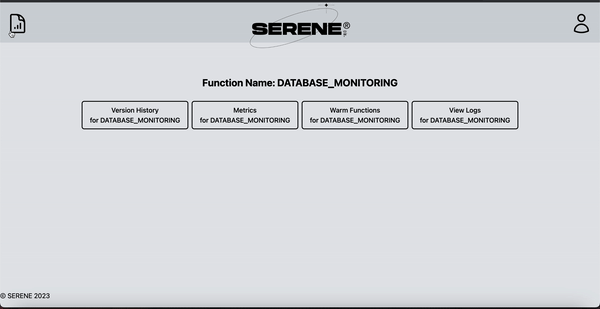 SERENE®
Function Name: DATABASE_MONITORING
Version History
for DATABASE_MONITORING
Metrics
for DATABASE_MONITORING
Warm Functions
for DATABASE_MONITORING
View Logs
for DATABASE_MONITORING
© SERENE 2023